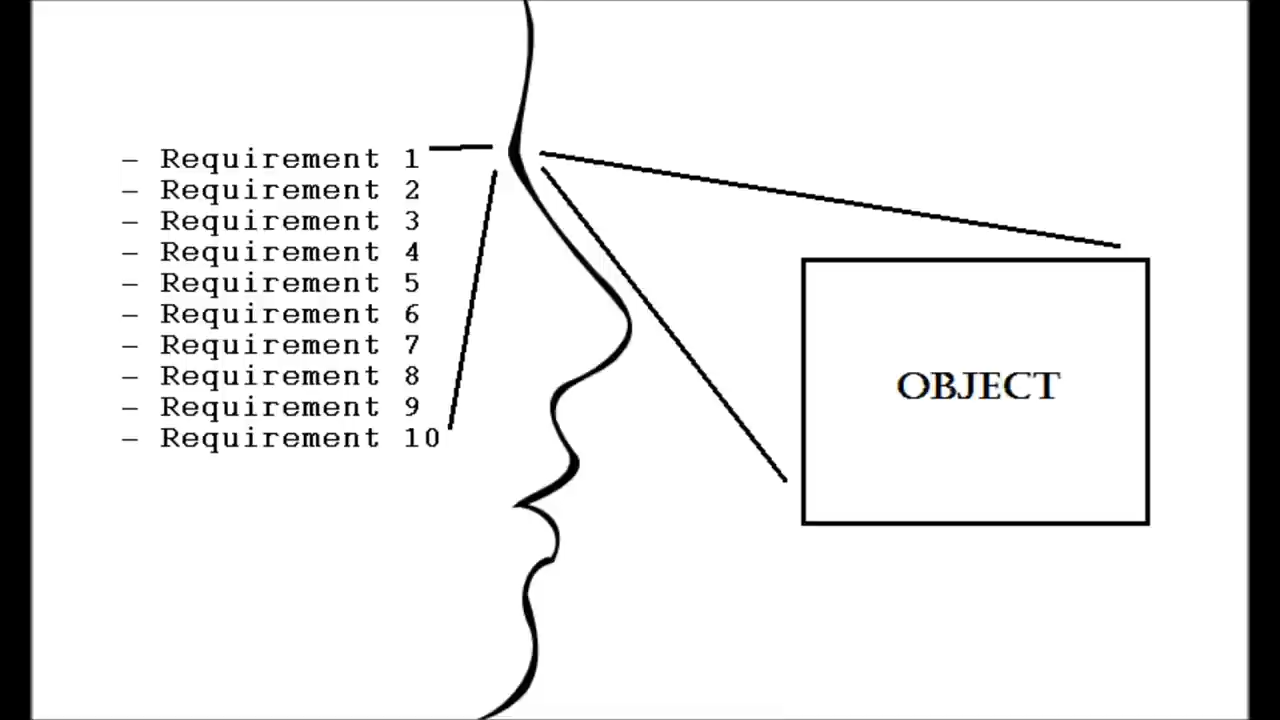 – Requirement 1
– Requirement 2
– Requirement 3
– Requirement 4
– Requirement 5
– Requirement 6
– Requirement 7
– Requirement 8
– Requirement 9
– Requirement 10
OBJECT